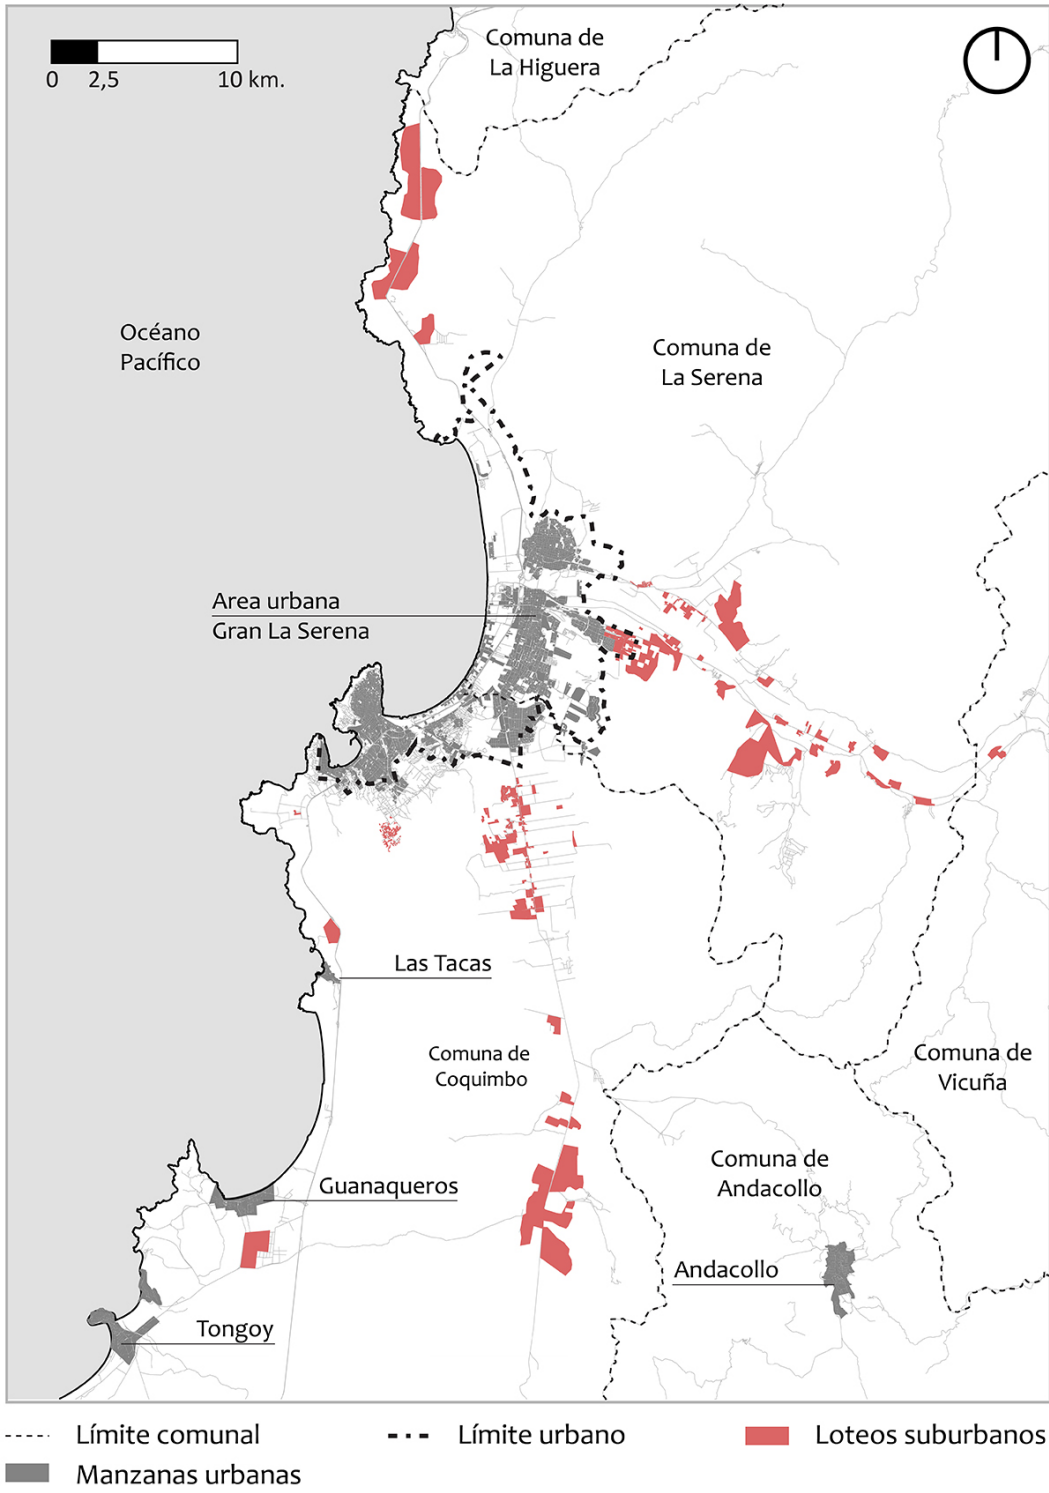 Comuna de
La Higuera
0 2,5 10 km.
Océano
Pacífico
Comuna de
La Serena
Area urbana
Gran La Serena
Las Tacas
Comuna de
Coquimbo
Comuna de
Vicuña
Comuna de
Andacollo
Guanaqueros
Andacollo
Tongoy
Límite comunal
Límite urbano
Loteos suburbanos
Manzanas urbanas